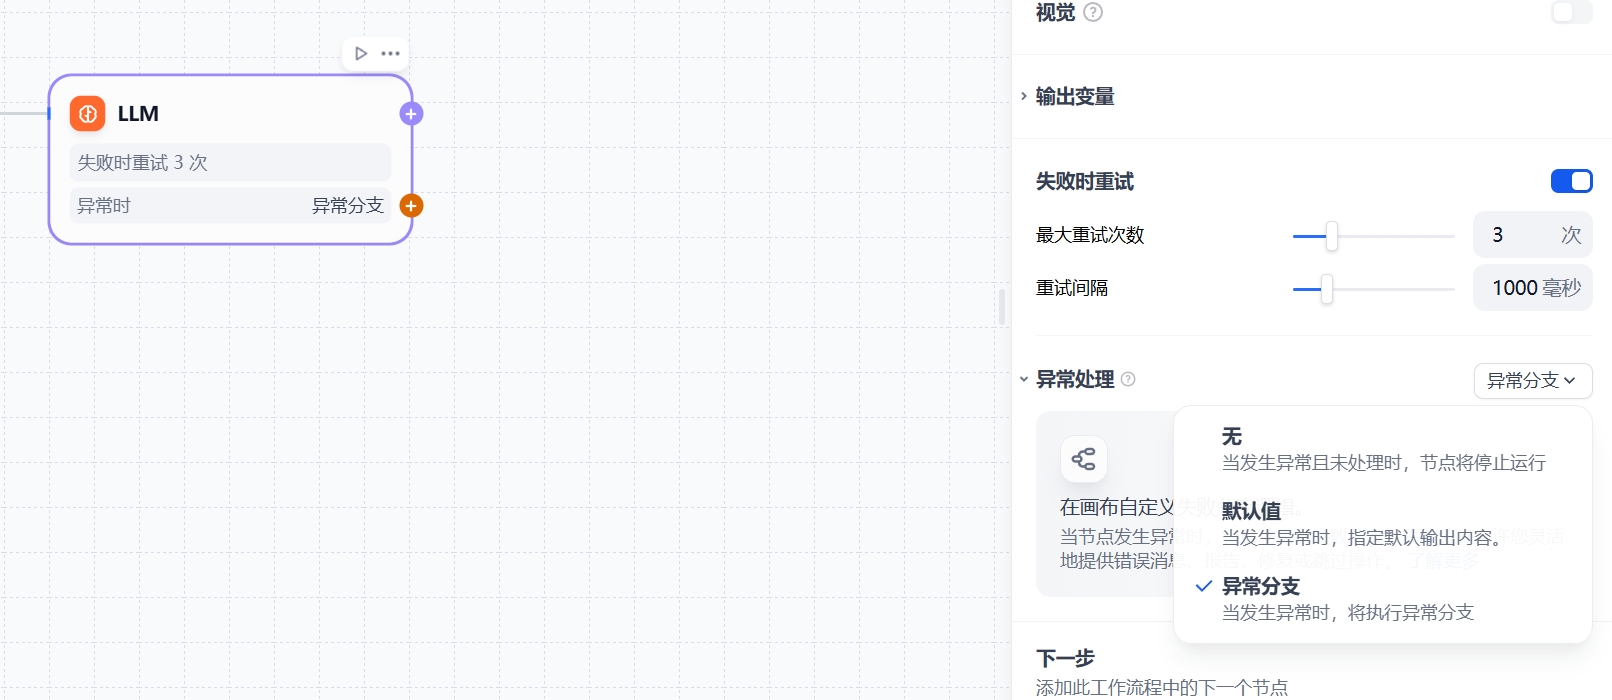 LLM
失败时重试 3 次
异常时 异常分支
视觉
输出变量
失败时重试
最大重试次数 3 次
重试间隔 1000 毫秒
异常处理 异常分支
在画布自定义
当节点发生异常
地提供错误消息
无
当发生异常且未处理时，节点将停止运行
默认值
当发生异常时，指定默认输出内容。
异常分支
当发生异常时，将执行异常分支
下一步
添加此工作流程中的下一个节点